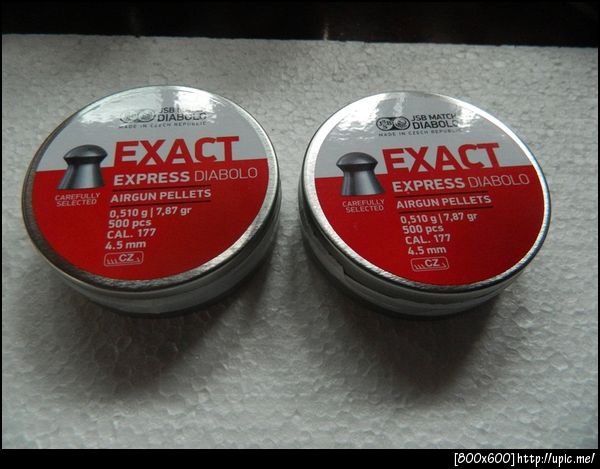 JSB MATCH
DIABOLO
MADE IN CZECH REPUBLIC
EXACT
EXPRESS DIABOLO
CAREFULLY
SELECTED
AIRGUN PELLETS
0,510 g | 7,87 gr
500 pcs
CAL. 177
4.5 mm
CZ
JSB MATCH
DIABOLO
MADE IN CZECH REPUBLIC
EXACT
EXPRESS DIABOLO
CAREFULLY
SELECTED
AIRGUN PELLETS
0,510 g | 7,87 gr
500 pcs
CAL. 177
4.5 mm
CZ
[800x600]http://upic.me/